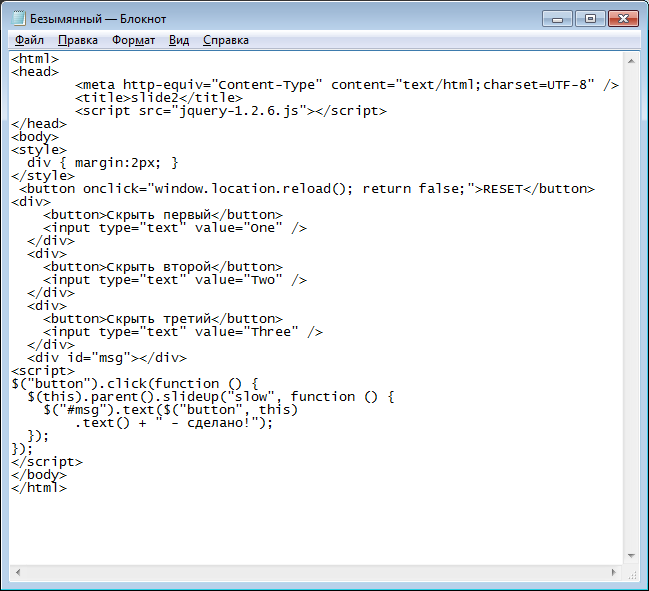 Безымянный — Блокнот
Файл Правка Формат Вид Справка
<html>
<head>
        <meta http-equiv="Content-Type" content="text/html;charset=UTF-8" />
        <title>slide2</title>
        <script src="jquery-1.2.6.js"></script>
</head>
<body>
<style>
  div { margin:2px; }
</style>
 <button onclick="window.location.reload(); return false;">RESET</button>
<div>
    <button>Скрыть первый</button>
    <input type="text" value="One" />
  </div>
  <div>
    <button>Скрыть второй</button>
    <input type="text" value="Two" />
  </div>
  <div>
    <button>Скрыть третий</button>
    <input type="text" value="Three" />
  </div>
  <div id="msg"></div>
<script>
$("button").click(function () {
  $(this).parent().slideUp("slow", function () {
    $("#msg").text($("button", this)
        .text() + " - сделано!");
  });
});
</script>
</body>
</html>